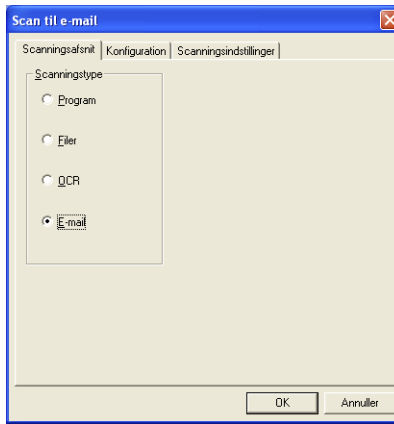 Scan til e-mail
Scanningsafsnit Konfiguration Scanningsindstillinger
Scanningstype
Program
Filer
OCR
E-mail
OK Annuller